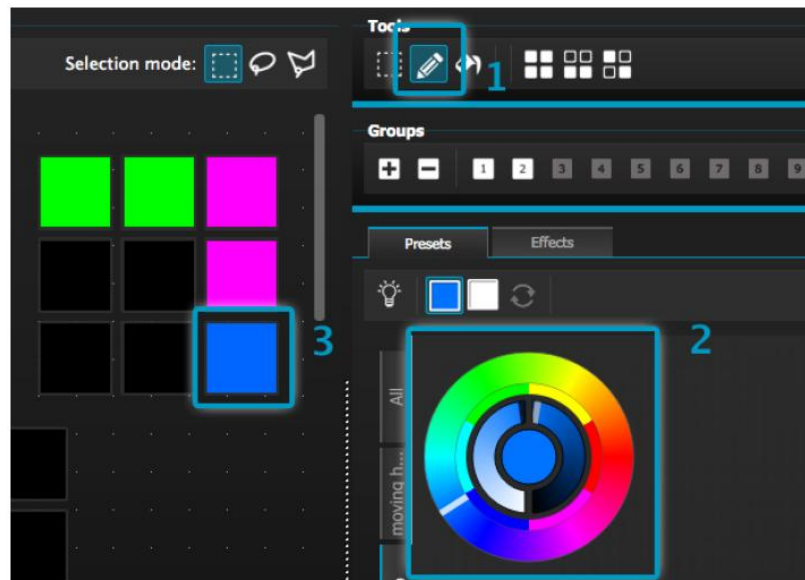 Tools
Selection mode:
1
Groups
1 2 3 4 5 6 7 8 9
Presets
Effects
3
2
All
moving h...